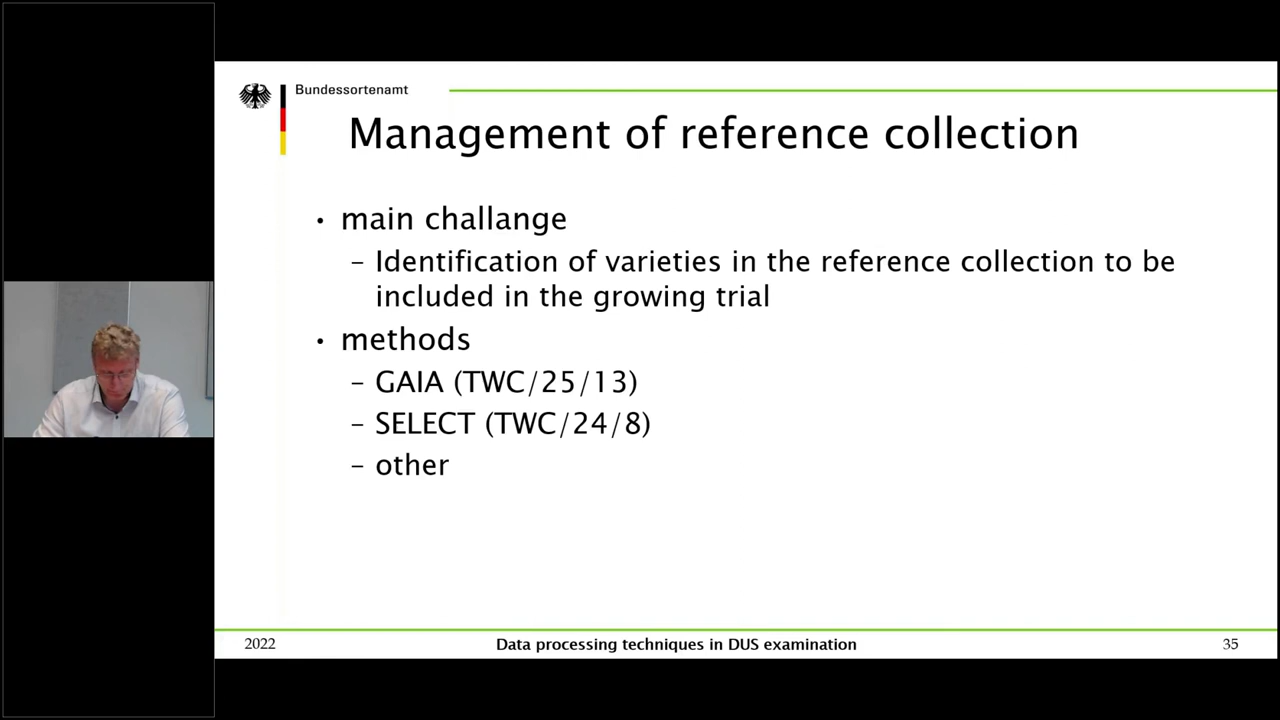 Bundessortenamt
Management of reference collection
• main challange
– Identification of varieties in the reference collection to be
included in the growing trial
• methods
– GAIA (TWC/25/13)
– SELECT (TWC/24/8)
– other
2022
Data processing techniques in DUS examination
35